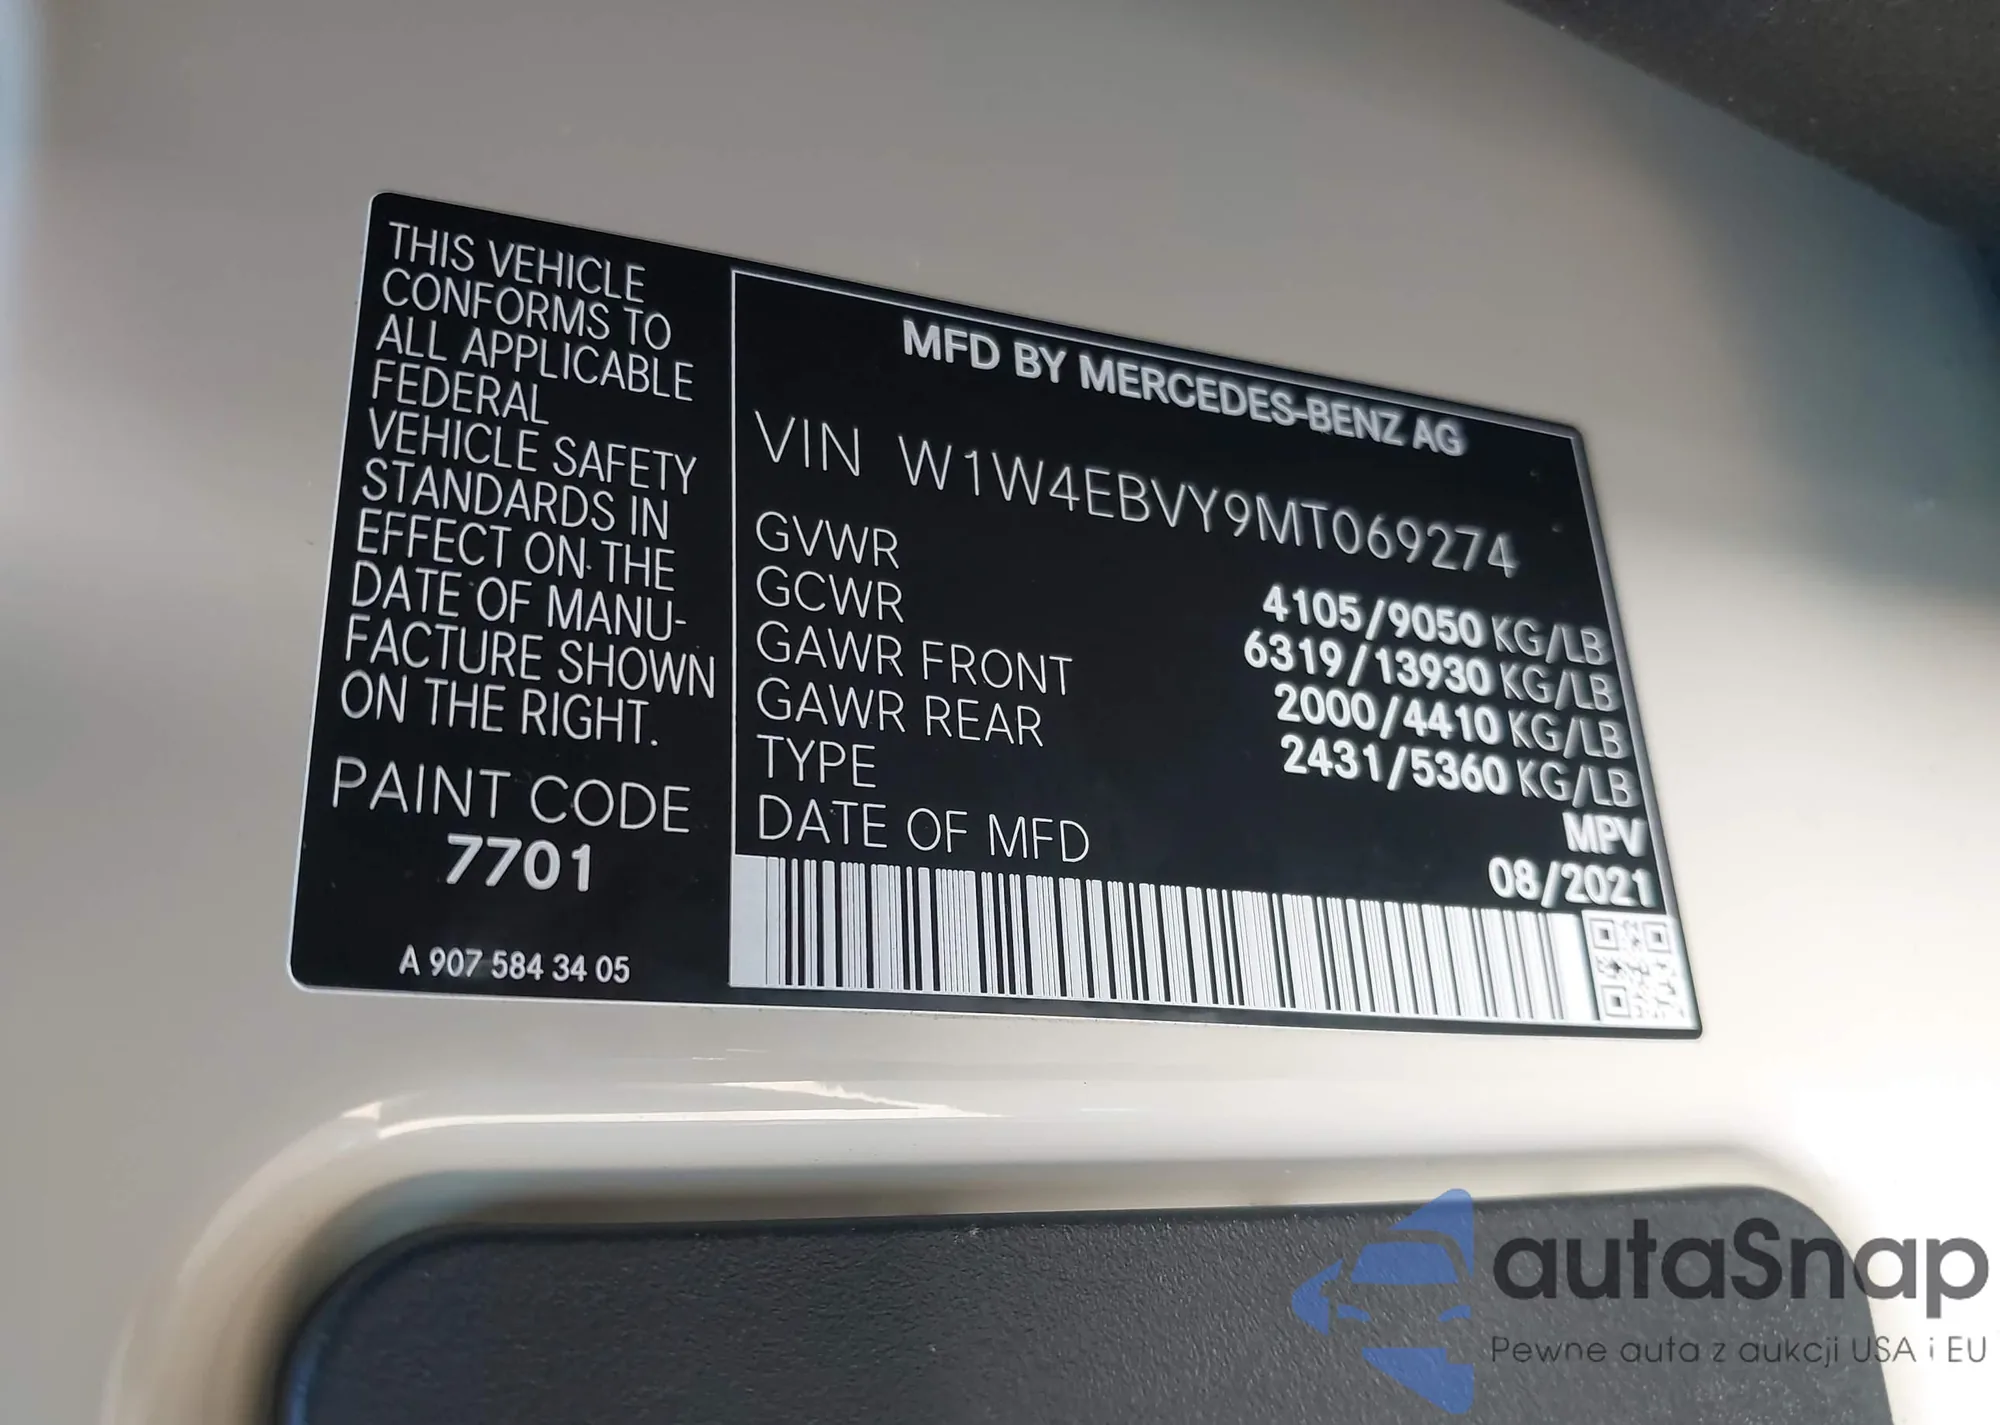 THIS VEHICLE
CONFORMS TO
ALL APPLICABLE
FEDERAL
VEHICLE SAFETY
STANDARDS IN
EFFECT ON THE
DATE OF MANU-
FACTURE SHOWN
ON THE RIGHT.
PAINT CODE
7701
A 907 584 34 05
MFD BY MERCEDES-BENZ AG
VIN W1W4EBVY9MT069274
GVWR 4105/9050 KG/LB
GCWR 6319/13930 KG/LB
GAWR FRONT 2000/4410 KG/LB
GAWR REAR 2431/5360 KG/LB
TYPE MPV
DATE OF MFD 08/2021
autaSnap
Pewne auta z aukcji USA i EU